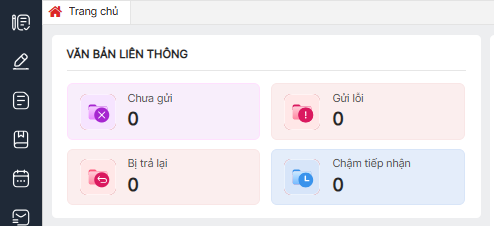 Trang chủ
VĂN BẢN LIÊN THÔNG
Chưa gửi
0
Gửi lỗi
0
Bị trả lại
0
Chậm tiếp nhận
0